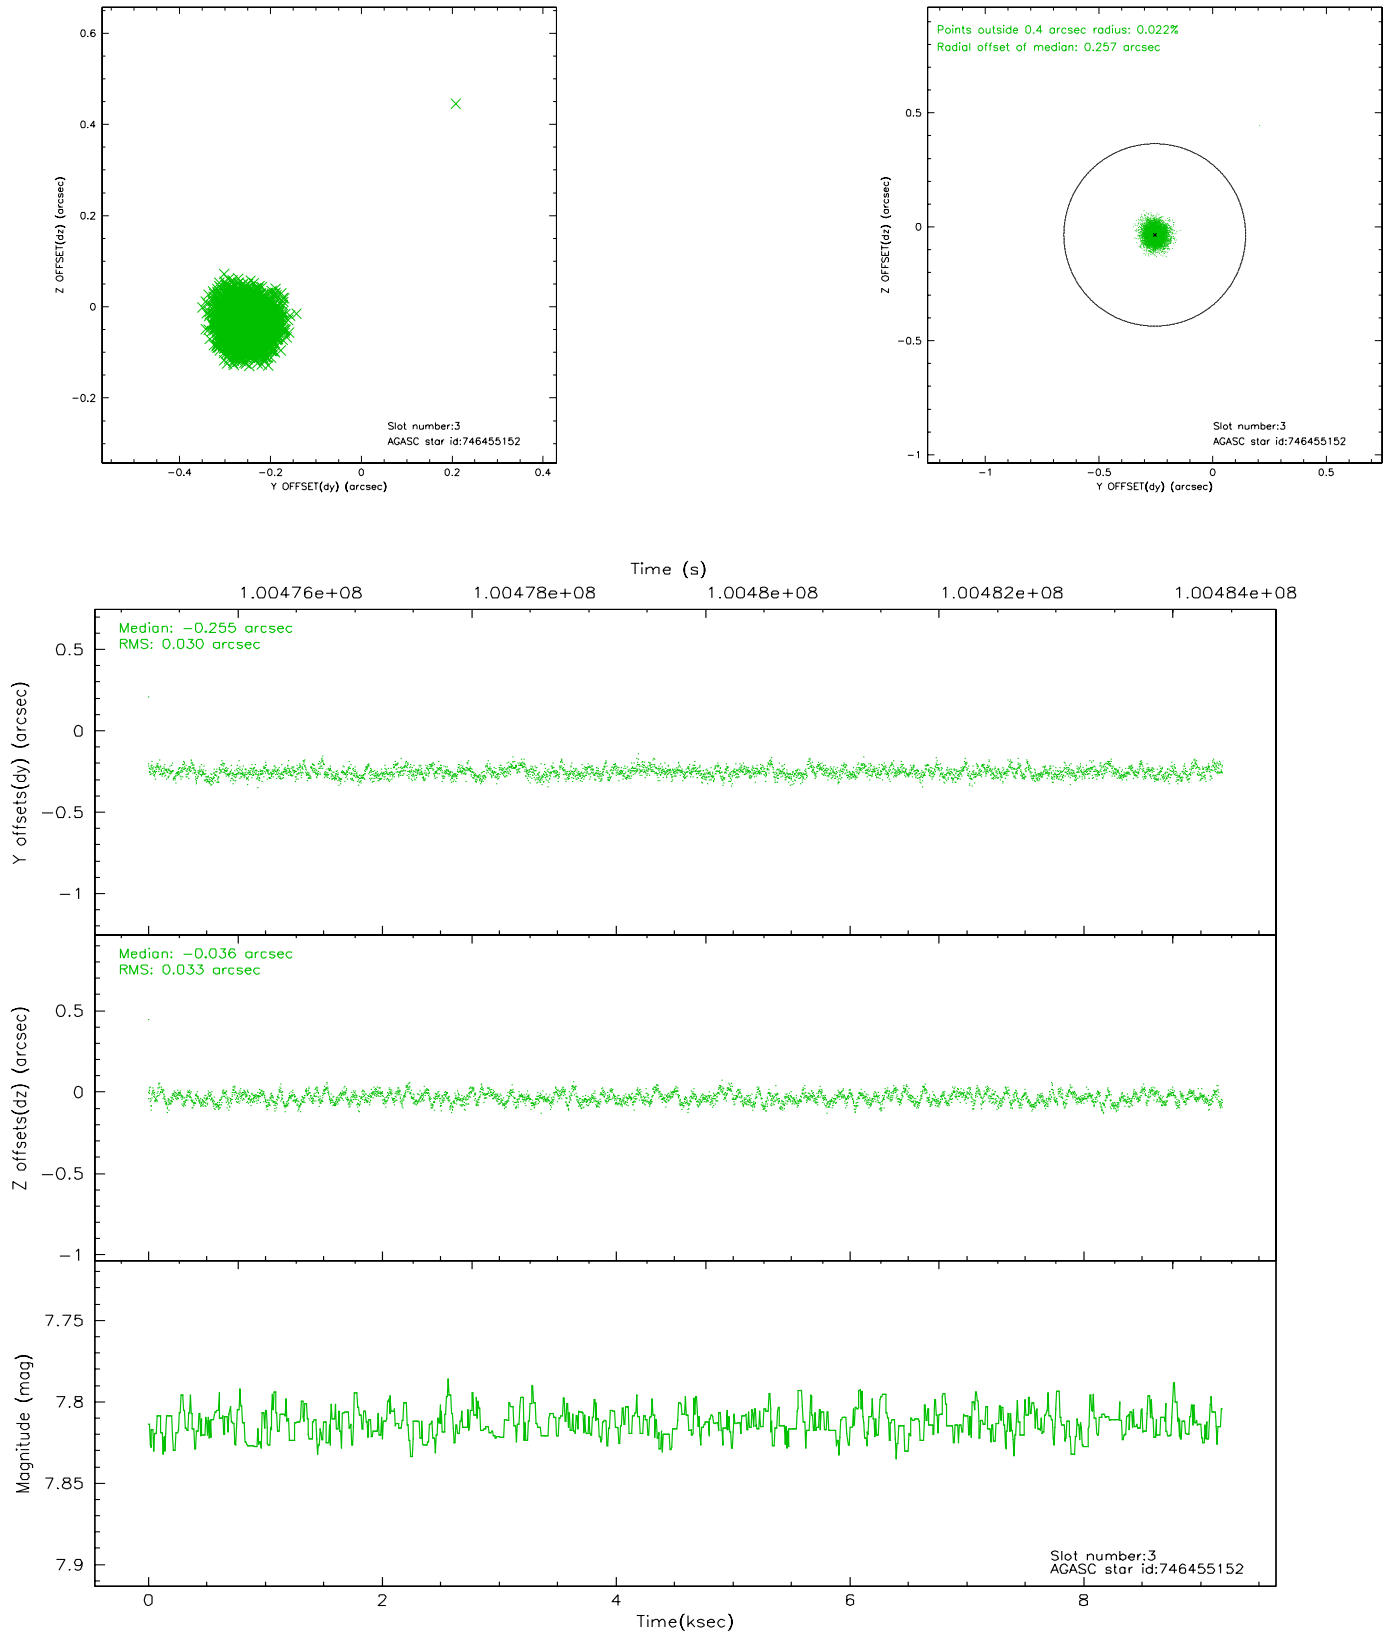 0.6
0.4
0.2
0
−0.2
Z OFFSET(dz) (arcsec)
Slot number:3
AGASC star id:746455152
−0.4 −0.2 0 0.2 0.4
Y OFFSET(dy) (arcsec)
Points outside 0.4 arcsec radius: 0.022%
Radial offset of median: 0.257 arcsec
0.5
0
−0.5
−1
Z OFFSET(dz) (arcsec)
Slot number:3
AGASC star id:746455152
−1 −0.5 0 0.5
Y OFFSET(dy) (arcsec)
Time (s)
1.00476e+08 1.00478e+08 1.0048e+08 1.00482e+08 1.00484e+08
Median: −0.255 arcsec
RMS: 0.030 arcsec
0.5
0
−0.5
−1
Y offsets(dy) (arcsec)
Median: −0.036 arcsec
RMS: 0.033 arcsec
0.5
0
−0.5
−1
Z offsets(dz) (arcsec)
7.75
7.8
7.85
7.9
Magnitude (mag)
Slot number:3
AGASC star id:746455152
0 2 4 6 8
Time(ksec)